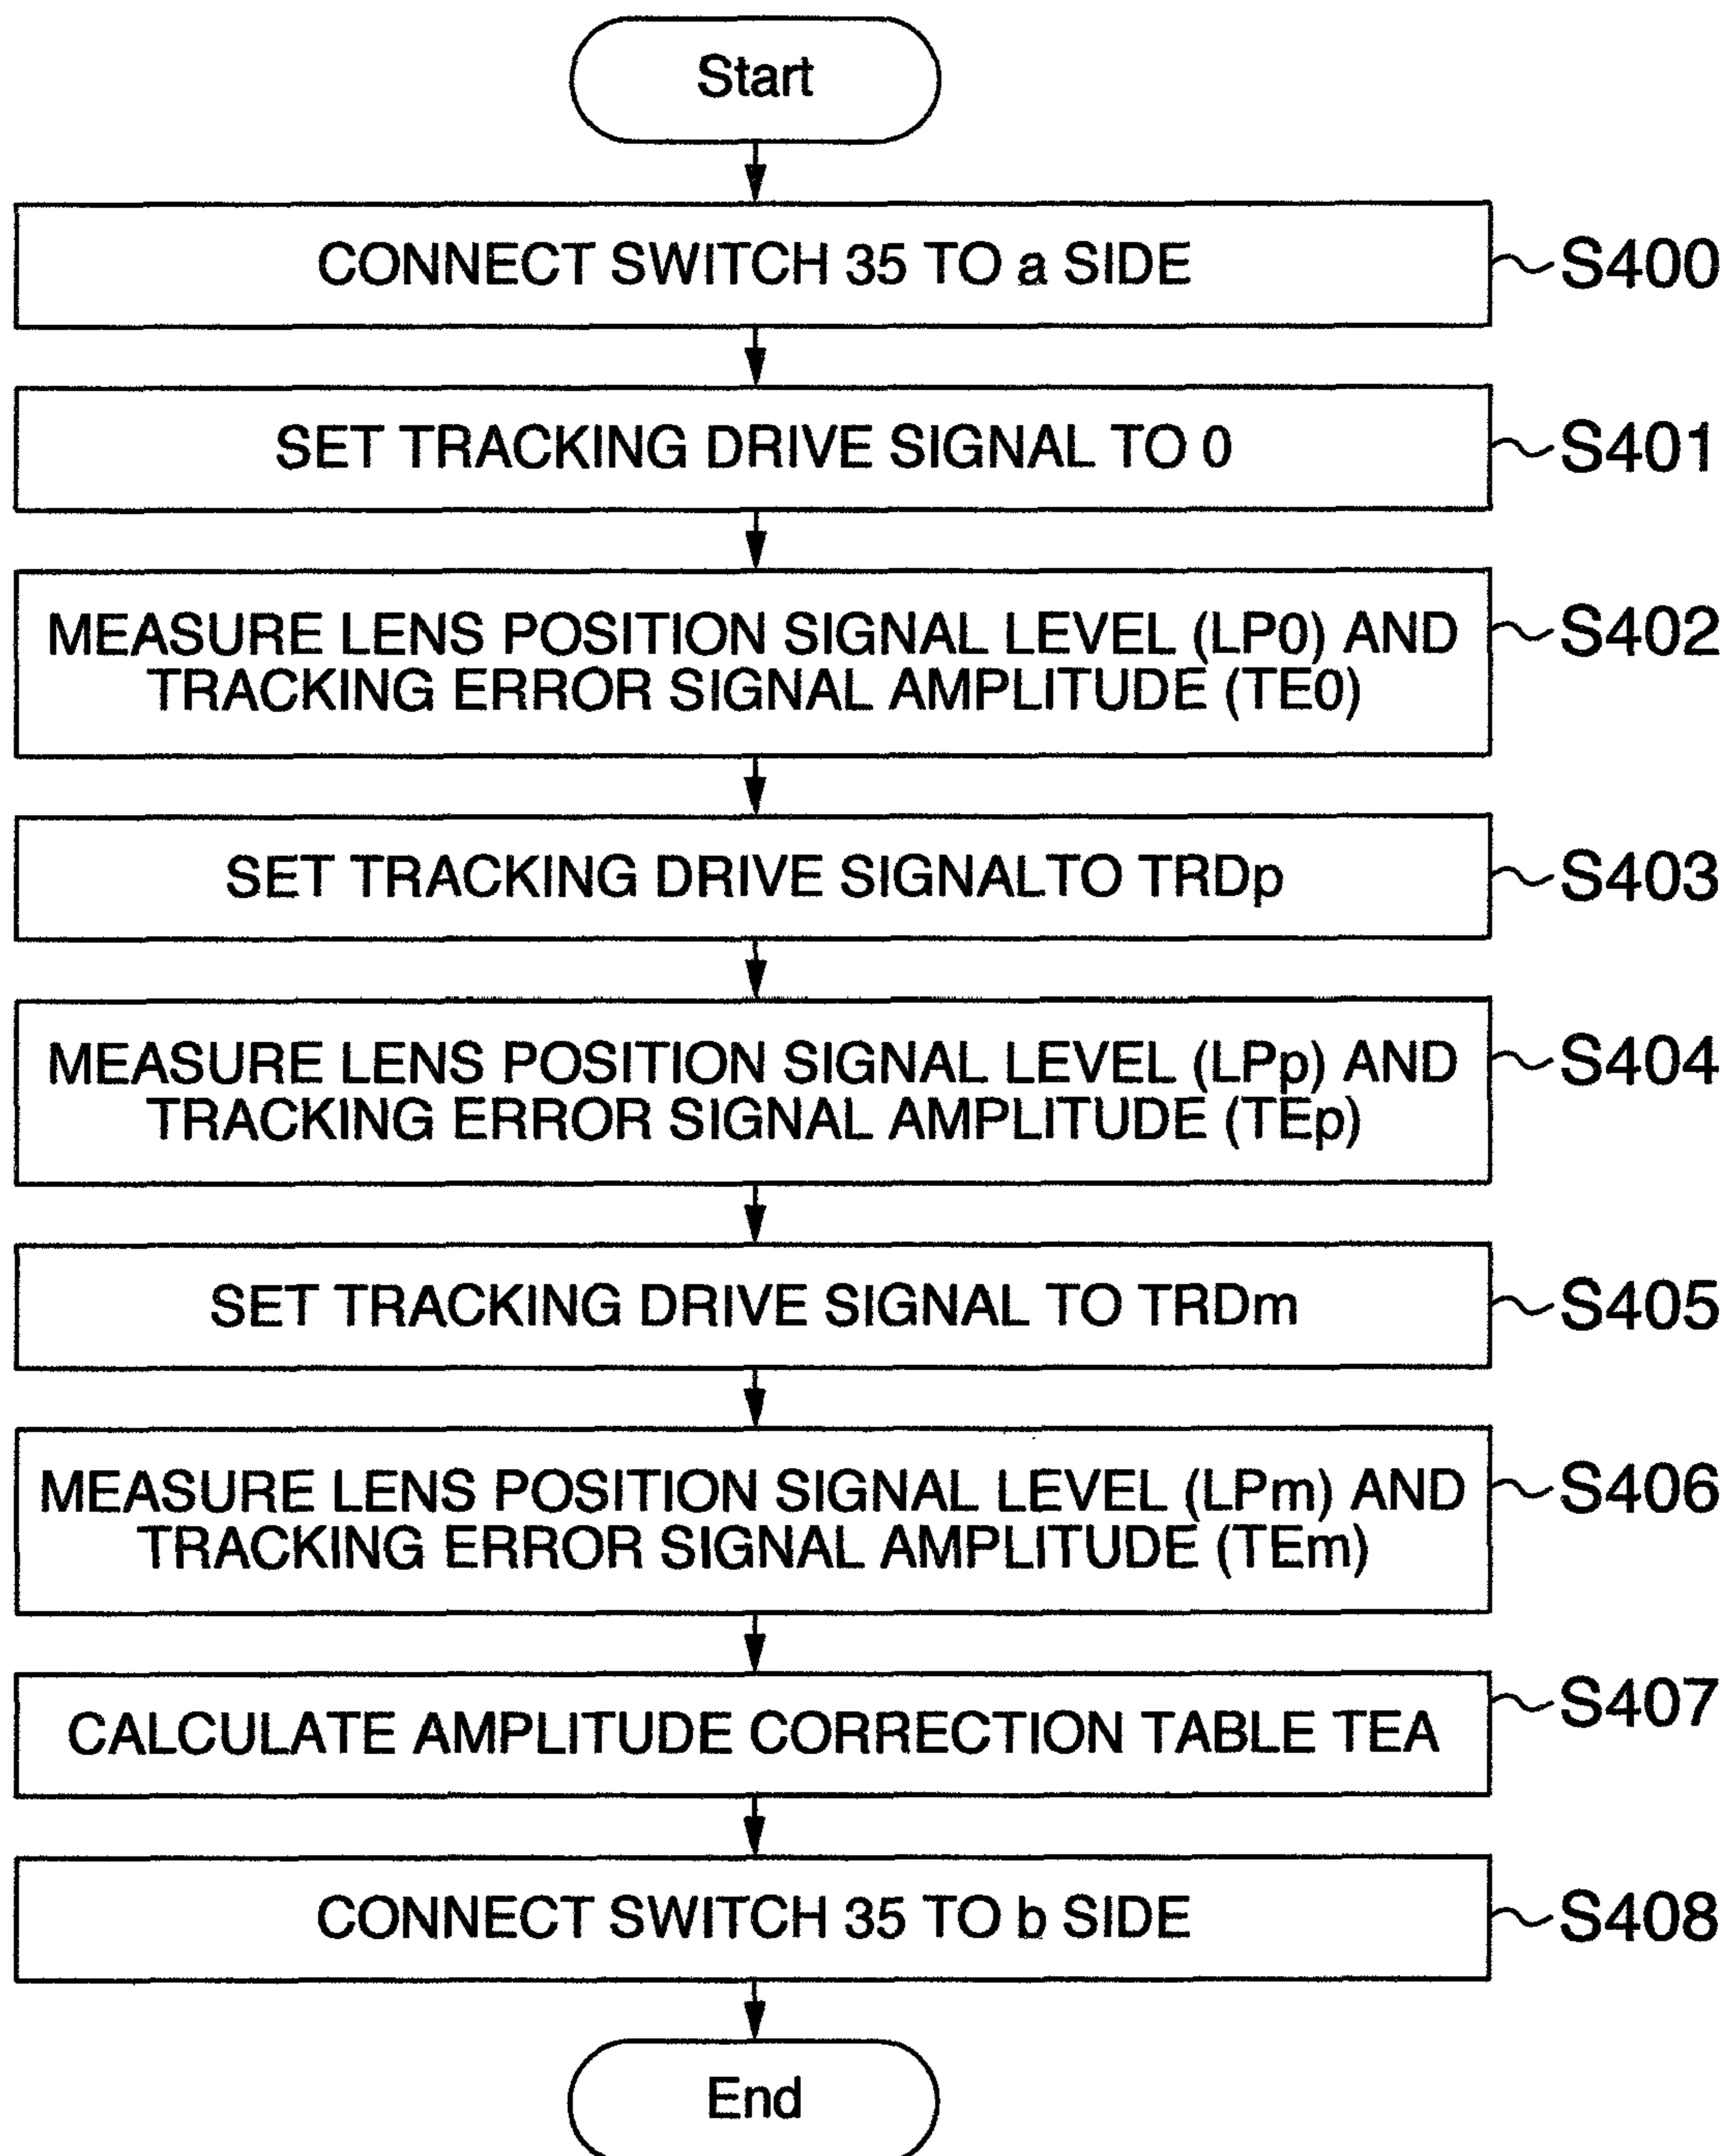 Start
CONNECT SWITCH 35 TO a SIDE
S400
SET TRACKING DRIVE SIGNAL TO 0
S401
MEASURE LENS POSITION SIGNAL LEVEL (LP0) AND
TRACKING ERROR SIGNAL AMPLITUDE (TE0)
S402
SET TRACKING DRIVE SIGNALTO TRDp
S403
MEASURE LENS POSITION SIGNAL LEVEL (LPp) AND
TRACKING ERROR SIGNAL AMPLITUDE (TEp)
S404
SET TRACKING DRIVE SIGNAL TO TRDm
S405
MEASURE LENS POSITION SIGNAL LEVEL (LPm) AND
TRACKING ERROR SIGNAL AMPLITUDE (TEm)
S406
CALCULATE AMPLITUDE CORRECTION TABLE TEA
S407
CONNECT SWITCH 35 TO b SIDE
S408
End